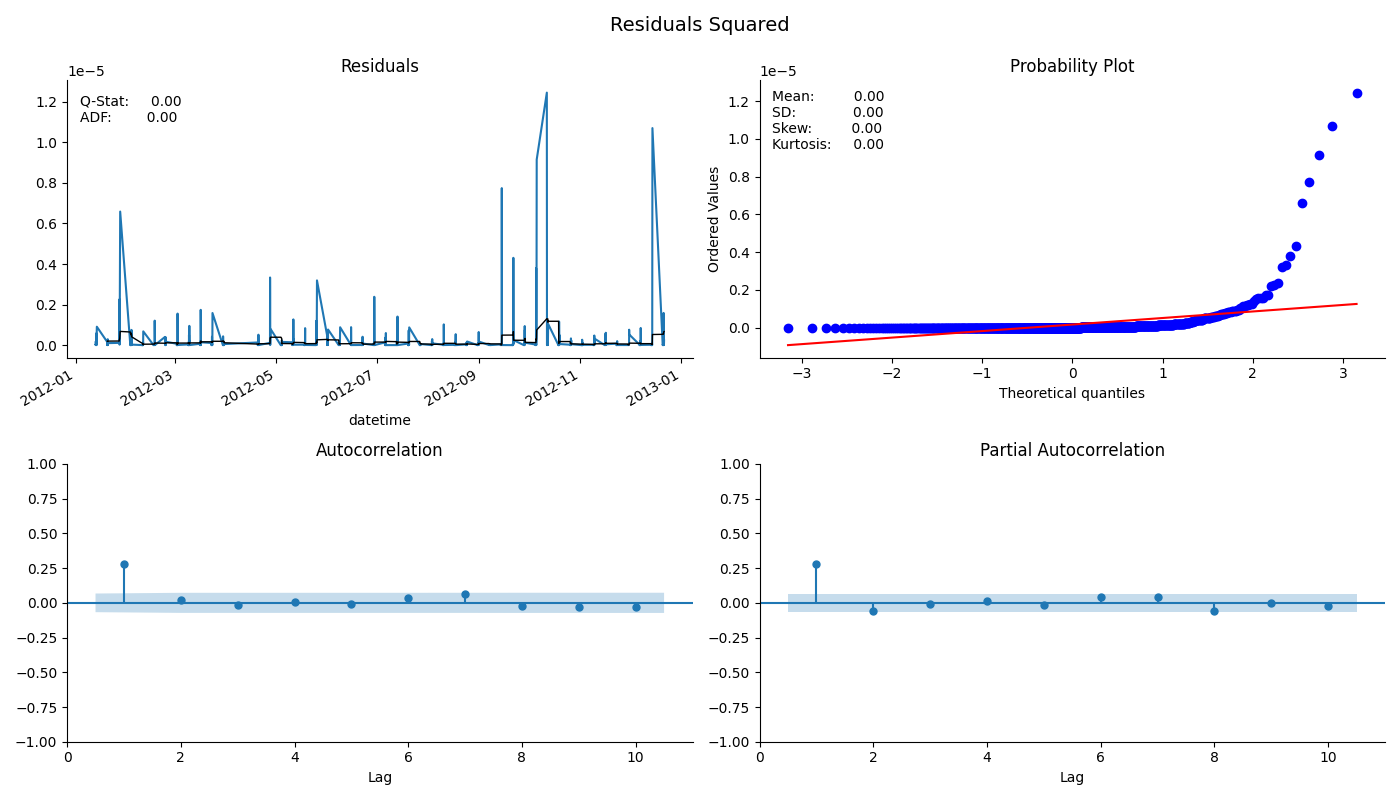 Residuals Squared
Residuals
1e−5
Q-Stat: 0.00
ADF: 0.00
1.2
1.0
0.8
0.6
0.4
0.2
0.0
2012-01
2012-03
2012-05
2012-07
2012-09
2012-11
2013-01
datetime
Probability Plot
1e−5
Mean: 0.00
SD: 0.00
Skew: 0.00
Kurtosis: 0.00
Ordered Values
1.2
1.0
0.8
0.6
0.4
0.2
0.0
−3 −2 −1 0 1 2 3
Theoretical quantiles
Autocorrelation
1.00
0.75
0.50
0.25
0.00
−0.25
−0.50
−0.75
−1.00
0 2 4 6 8 10
Lag
Partial Autocorrelation
1.00
0.75
0.50
0.25
0.00
−0.25
−0.50
−0.75
−1.00
0 2 4 6 8 10
Lag